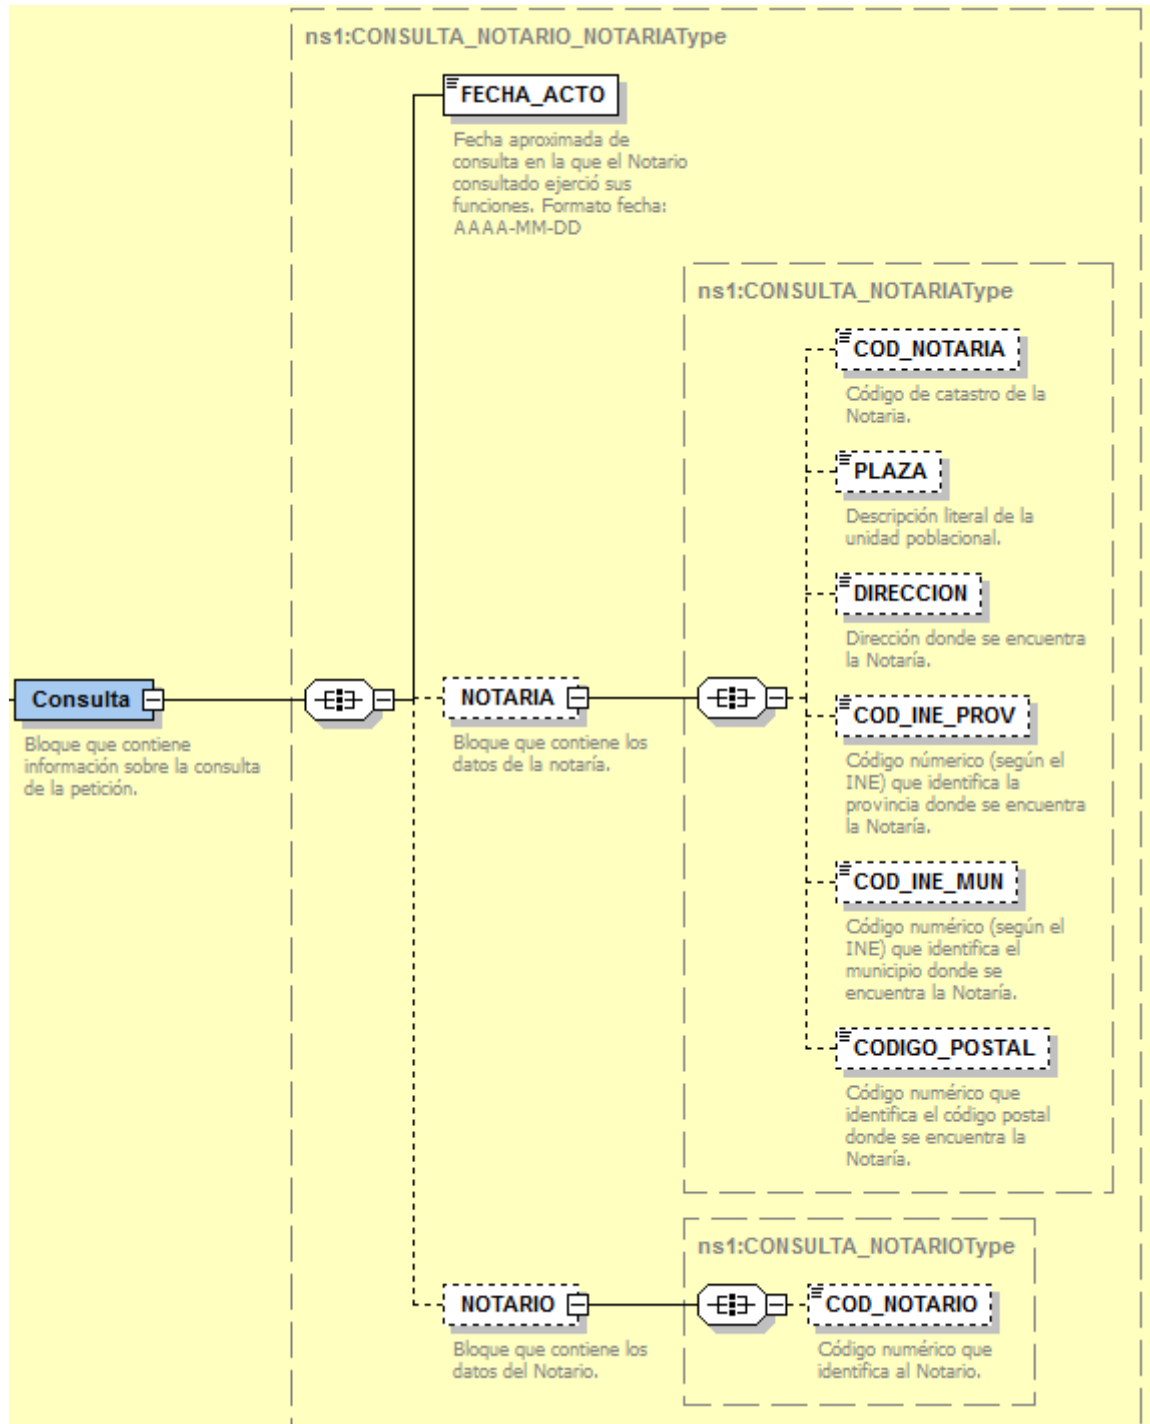 ns1:CONSULTA_NOTARIO_NOTARIAType
FECHA_ACTO
Fecha aproximada de
consulta en la que el Notario
consultado ejerció sus
funciones. Formato fecha:
AAAA-MM-DD
ns1:CONSULTA_NOTARIAType
COD_NOTARIA
Código de catastro de la
Notaria.
PLAZA
Descripción literal de la
unidad poblacional.
DIRECCION
Dirección donde se encuentra
la Notaría.
Consulta
Bloque que contiene
información sobre la consulta
de la petición.
NOTARIA
Bloque que contiene los
datos de la notaría.
COD_INE_PROV
Código númerico (según el
INE) que identifica la
provincia donde se encuentra
la Notaría.
COD_INE_MUN
Código numérico (según el
INE) que identifica el
municipio donde se
encuentra la Notaría.
CODIGO_POSTAL
Código numérico que
identifica el código postal
donde se encuentra la
Notaría.
ns1:CONSULTA_NOTARIOType
NOTARIO
Bloque que contiene los
datos del Notario.
COD_NOTARIO
Código numérico que
identifica al Notario.